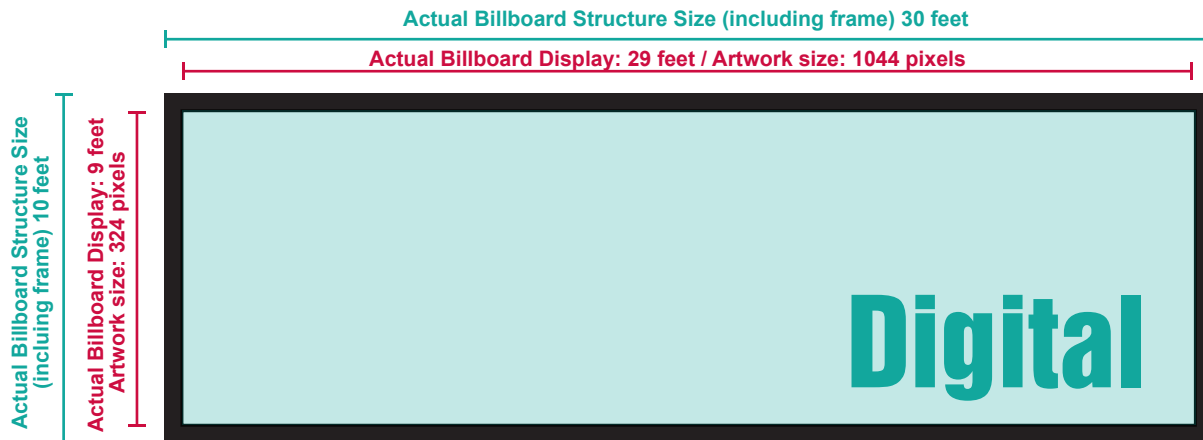 Actual Billboard Structure Size (including frame) 30 feet
Actual Billboard Display: 29 feet / Artwork size: 1044 pixels
Actual Billboard Structure Size
(incluing frame) 10 feet
Actual Billboard Display: 9 feet
Artwork size: 324 pixels
Digital